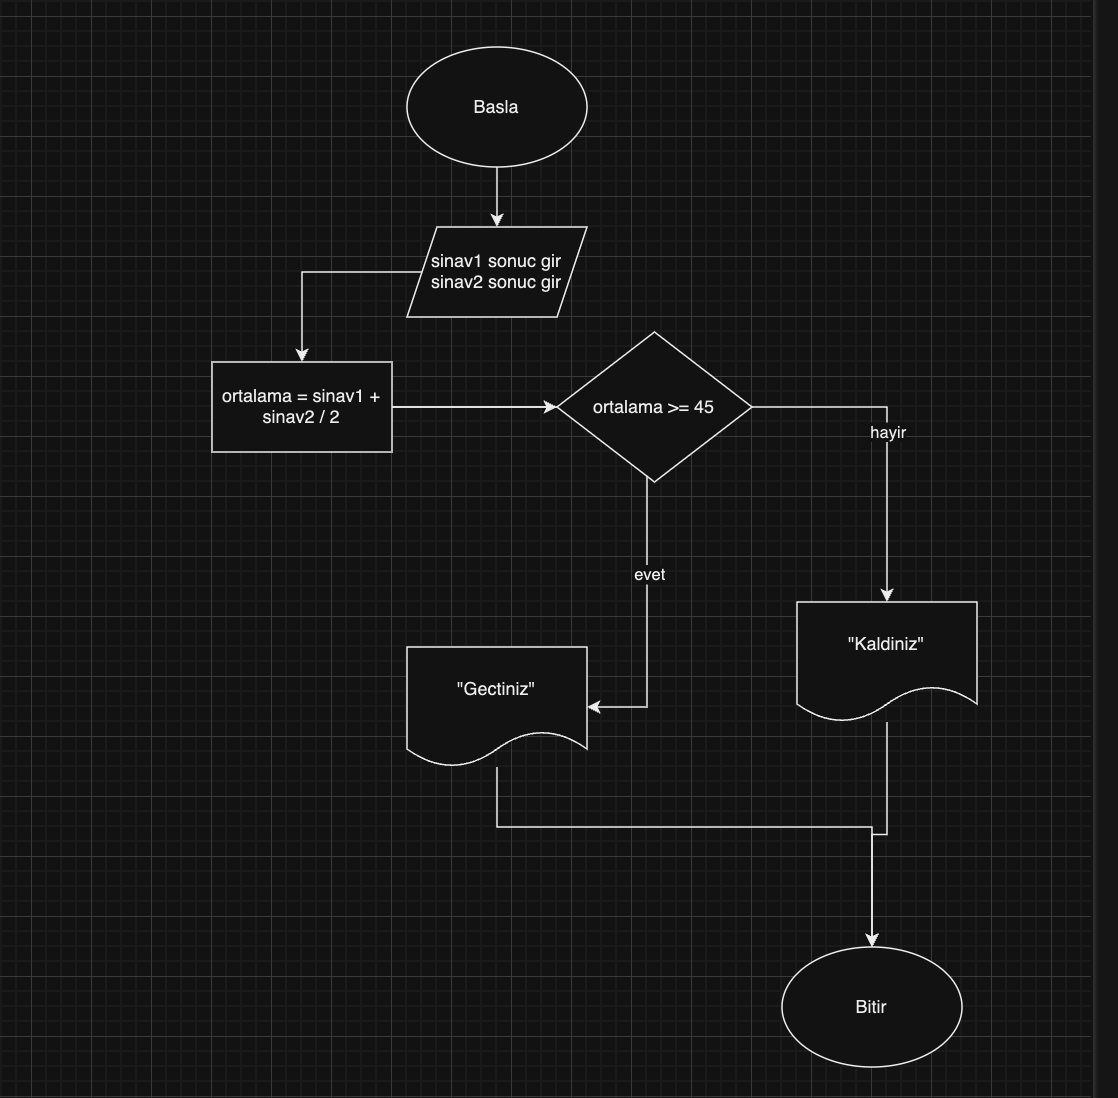 Basla
sinav1 sonuc gir
sinav2 sonuc gir
ortalama = sinav1 +
sinav2 / 2
ortalama >= 45
hayir
evet
"Kaldiniz"
"Gectiniz"
Bitir